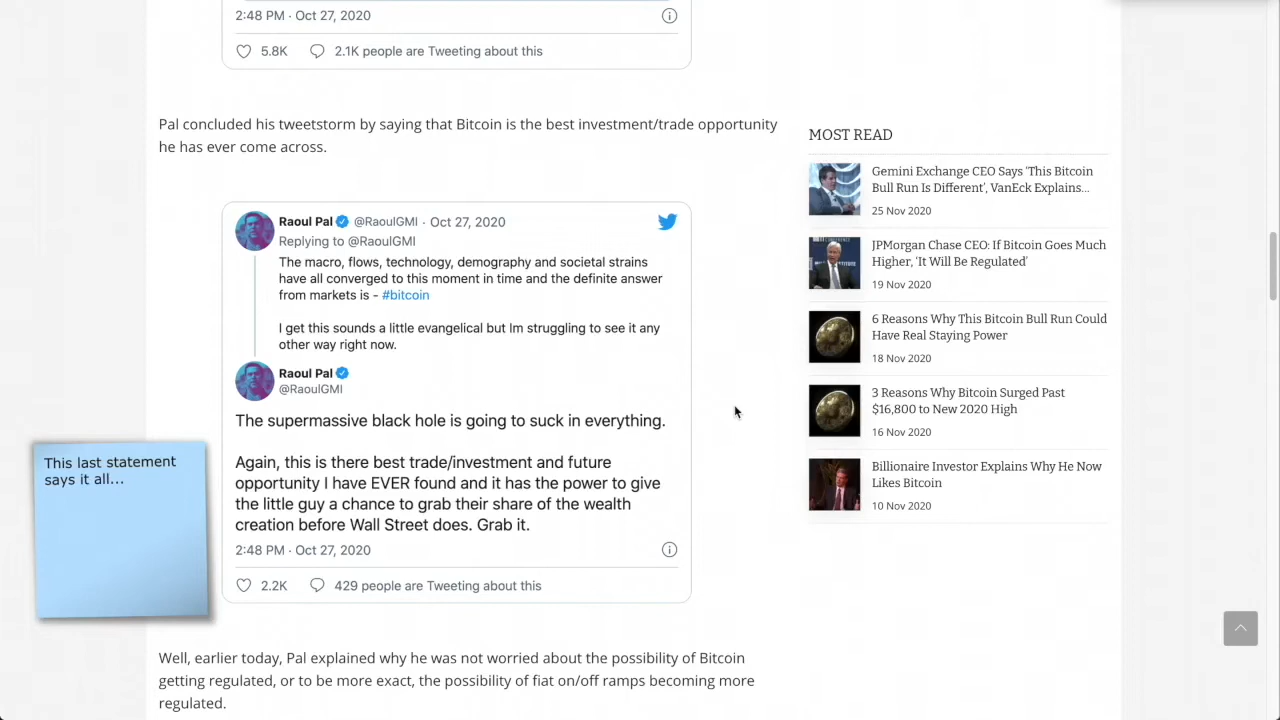 2:48 PM · Oct 27, 2020
5.8K 2.1K people are Tweeting about this
Pal concluded his tweetstorm by saying that Bitcoin is the best investment/trade opportunity
he has ever come across.
Raoul Pal @RaoulGMI · Oct 27, 2020
Replying to @RaoulGMI
The macro, flows, technology, demography and societal strains
have all converged to this moment in time and the definite answer
from markets is - #bitcoin
I get this sounds a little evangelical but Im struggling to see it any
other way right now.
Raoul Pal
@RaoulGMI
The supermassive black hole is going to suck in everything.
Again, this is there best trade/investment and future
opportunity I have EVER found and it has the power to give
the little guy a chance to grab their share of the wealth
creation before Wall Street does. Grab it.
2:48 PM · Oct 27, 2020
2.2K 429 people are Tweeting about this
This last statement
says it all...
Well, earlier today, Pal explained why he was not worried about the possibility of Bitcoin
getting regulated, or to be more exact, the possibility of fiat on/off ramps becoming more
regulated.
MOST READ
Gemini Exchange CEO Says ‘This Bitcoin
Bull Run Is Different’, VanEck Explains...
25 Nov 2020
JPMorgan Chase CEO: If Bitcoin Goes Much
Higher, ‘It Will Be Regulated’
19 Nov 2020
6 Reasons Why This Bitcoin Bull Run Could
Have Real Staying Power
18 Nov 2020
3 Reasons Why Bitcoin Surged Past
$16,800 to New 2020 High
16 Nov 2020
Billionaire Investor Explains Why He Now
Likes Bitcoin
10 Nov 2020